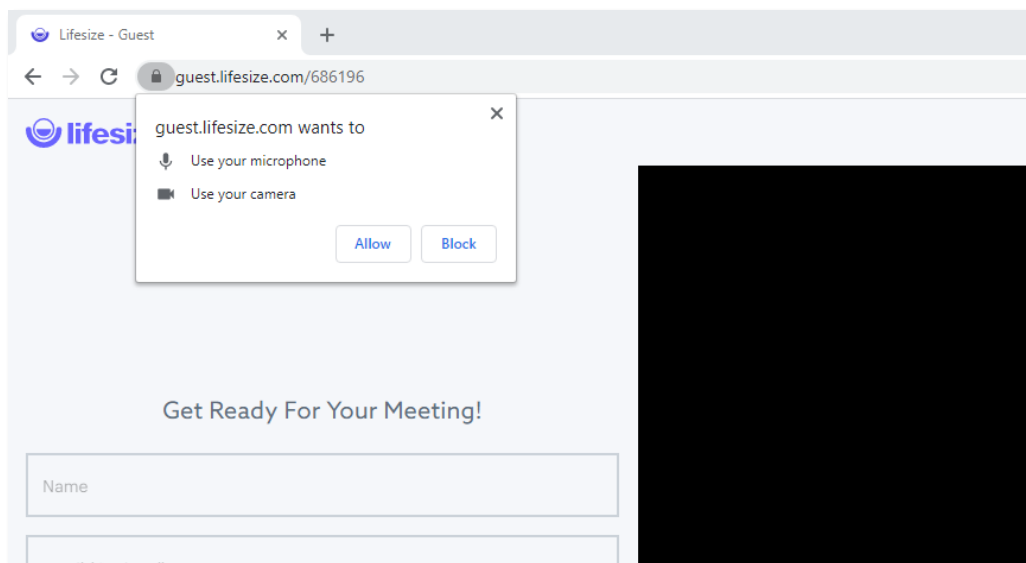 Lifesize - Guest
guest.lifesize.com/686196
lifesi
guest.lifesize.com wants to
Use your microphone
Use your camera
Allow Block
Get Ready For Your Meeting!
Name